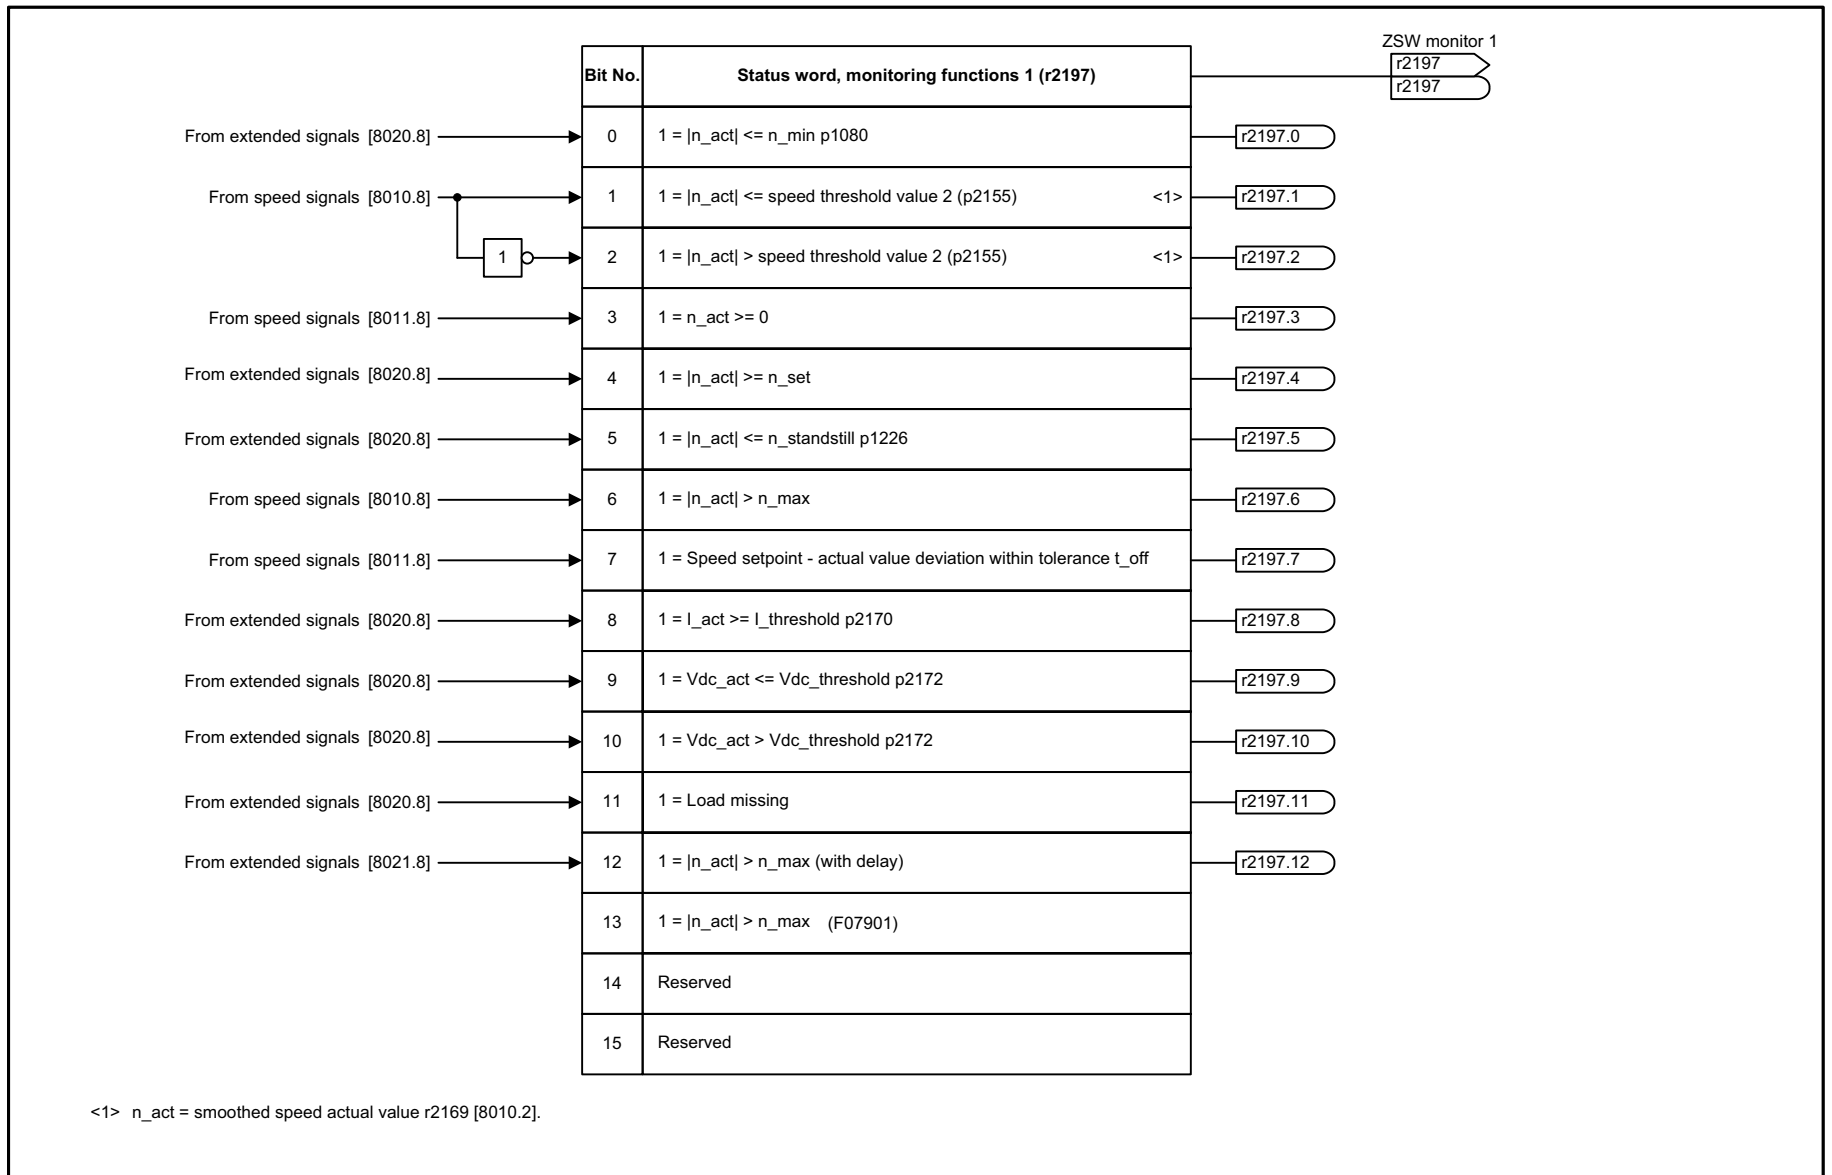 ZSW monitor 1
Bit No. Status word, monitoring functions 1 (r2197) r2197
r2197
From extended signals [8020.8] 0 1 = |n_act| <= n_min p1080 r2197.0
From speed signals [8010.8] 1 1 = |n_act| <= speed threshold value 2 (p2155) <1> r2197.1
1 2 1 = |n_act| > speed threshold value 2 (p2155) <1> r2197.2
From speed signals [8011.8] 3 1 = n_act >= 0 r2197.3
From extended signals [8020.8] 4 1 = |n_act| >= n_set r2197.4
From extended signals [8020.8] 5 1 = |n_act| <= n_standstill p1226 r2197.5
From speed signals [8010.8] 6 1 = |n_act| > n_max r2197.6
From speed signals [8011.8] 7 1 = Speed setpoint - actual value deviation within tolerance t_off r2197.7
From extended signals [8020.8] 8 1 = I_act >= I_threshold p2170 r2197.8
From extended signals [8020.8] 9 1 = Vdc_act <= Vdc_threshold p2172 r2197.9
From extended signals [8020.8] 10 1 = Vdc_act > Vdc_threshold p2172 r2197.10
From extended signals [8020.8] 11 1 = Load missing r2197.11
From extended signals [8021.8] 12 1 = |n_act| > n_max (with delay) r2197.12
13 1 = |n_act| > n_max (F07901)
14 Reserved
15 Reserved
<1> n_act = smoothed speed actual value r2169 [8010.2].